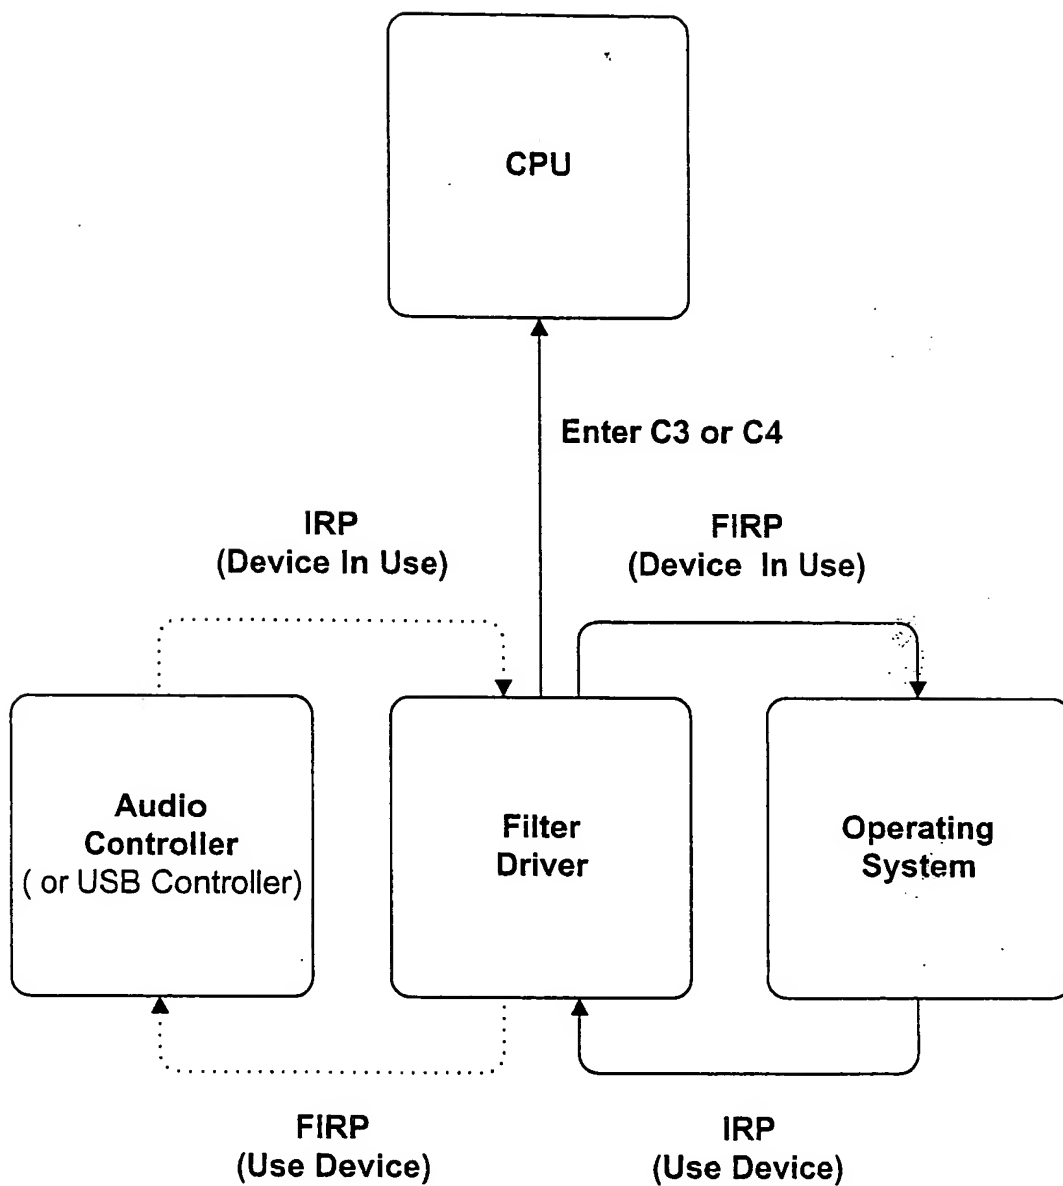 CPU
Enter C3 or C4
IRP
(Device In Use)
FIRP
(Device In Use)
Audio
Controller
( or USB Controller)
Filter
Driver
Operating
System
FIRP
(Use Device)
IRP
(Use Device)